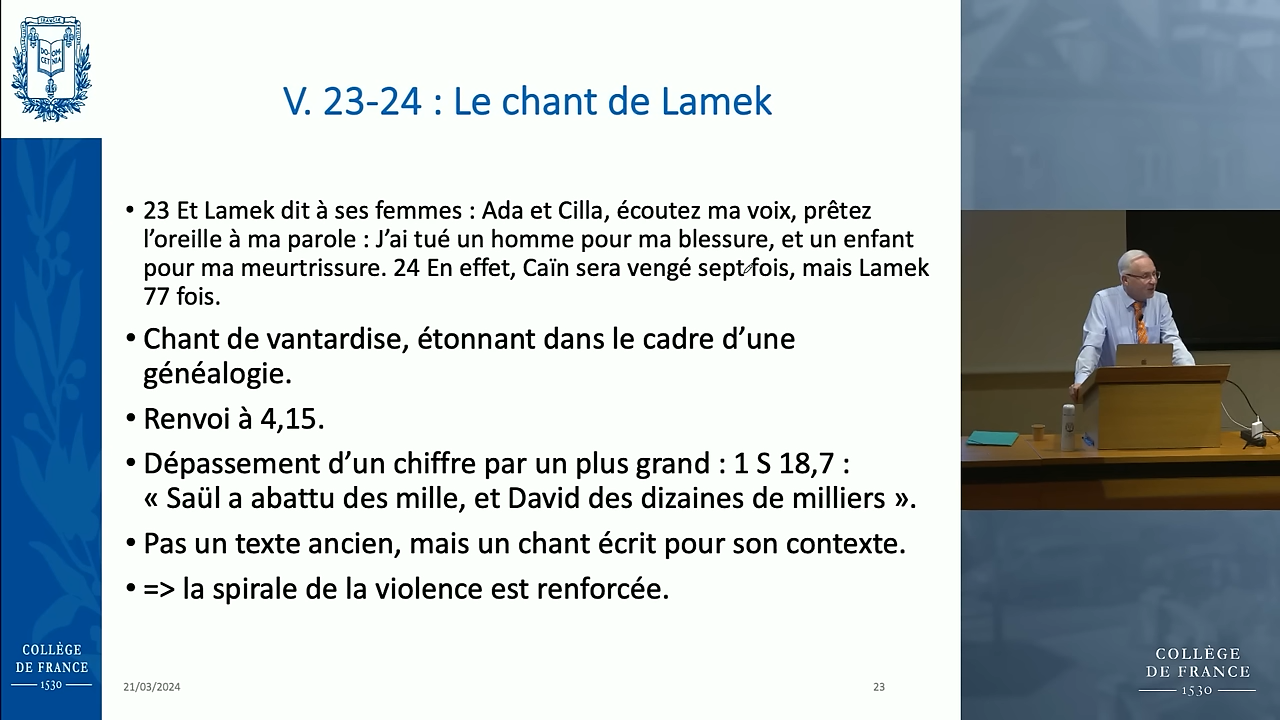 V. 23-24 : Le chant de Lamek
• 23 Et Lamek dit à ses femmes : Ada et Cilla, écoutez ma voix, prêtez
l’oreille à ma parole : J’ai tué un homme pour ma blessure, et un enfant
pour ma meurtrissure. 24 En effet, Caïn sera vengé sept fois, mais Lamek
77 fois.
• Chant de vantardise, étonnant dans le cadre d’une
généalogie.
• Renvoi à 4,15.
• Dépassement d’un chiffre par un plus grand : 1 S 18,7 :
« Saül a abattu des mille, et David des dizaines de milliers ».
• Pas un texte ancien, mais un chant écrit pour son contexte.
• => la spirale de la violence est renforcée.
COLLÈGE
DE FRANCE
1530
21/03/2024
23
COLLÈGE
DE FRANCE
1530